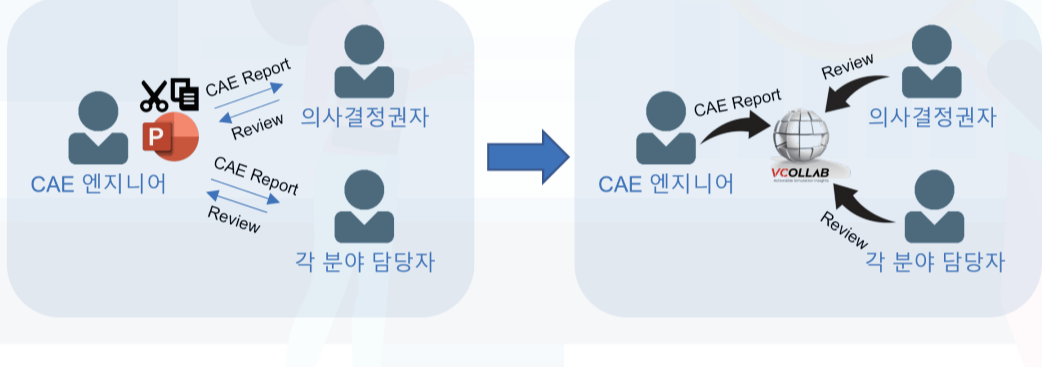 CAE Report
Review
의사결정권자
P
CAE 엔지니어
CAE Report
Review
각 분야 담당자
Review
CAE Report
의사결정권자
VCOLLAB
CAE 엔지니어
Review
각 분야 담당자